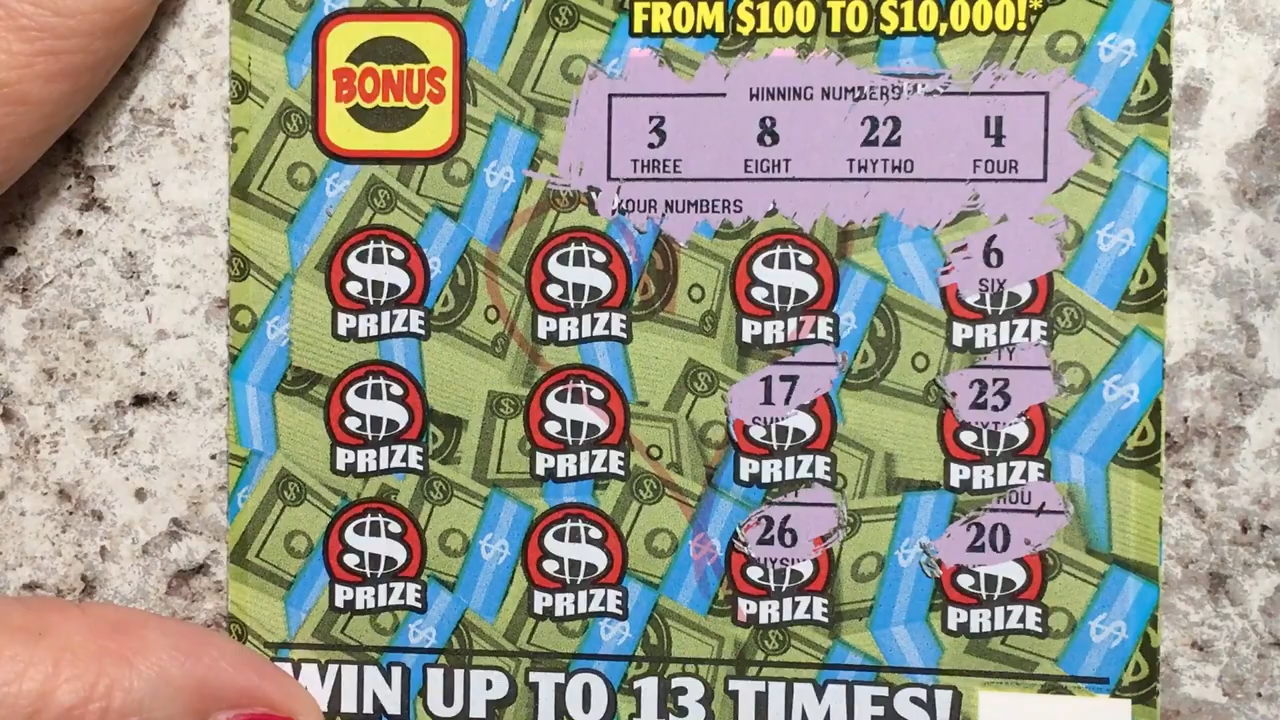 FROM $100 TO $10,000!*
BONUS
WINNING NUMBERS
3 8 22 4
THREE EIGHT TWYTWO FOUR
YOUR NUMBERS
6
SIX
PRIZE PRIZE PRIZE PRIZE
17 23
PRIZE PRIZE PRIZE PRIZE
26 20
PRIZE PRIZE PRIZE PRIZE
WIN UP TO 13 TIMES!